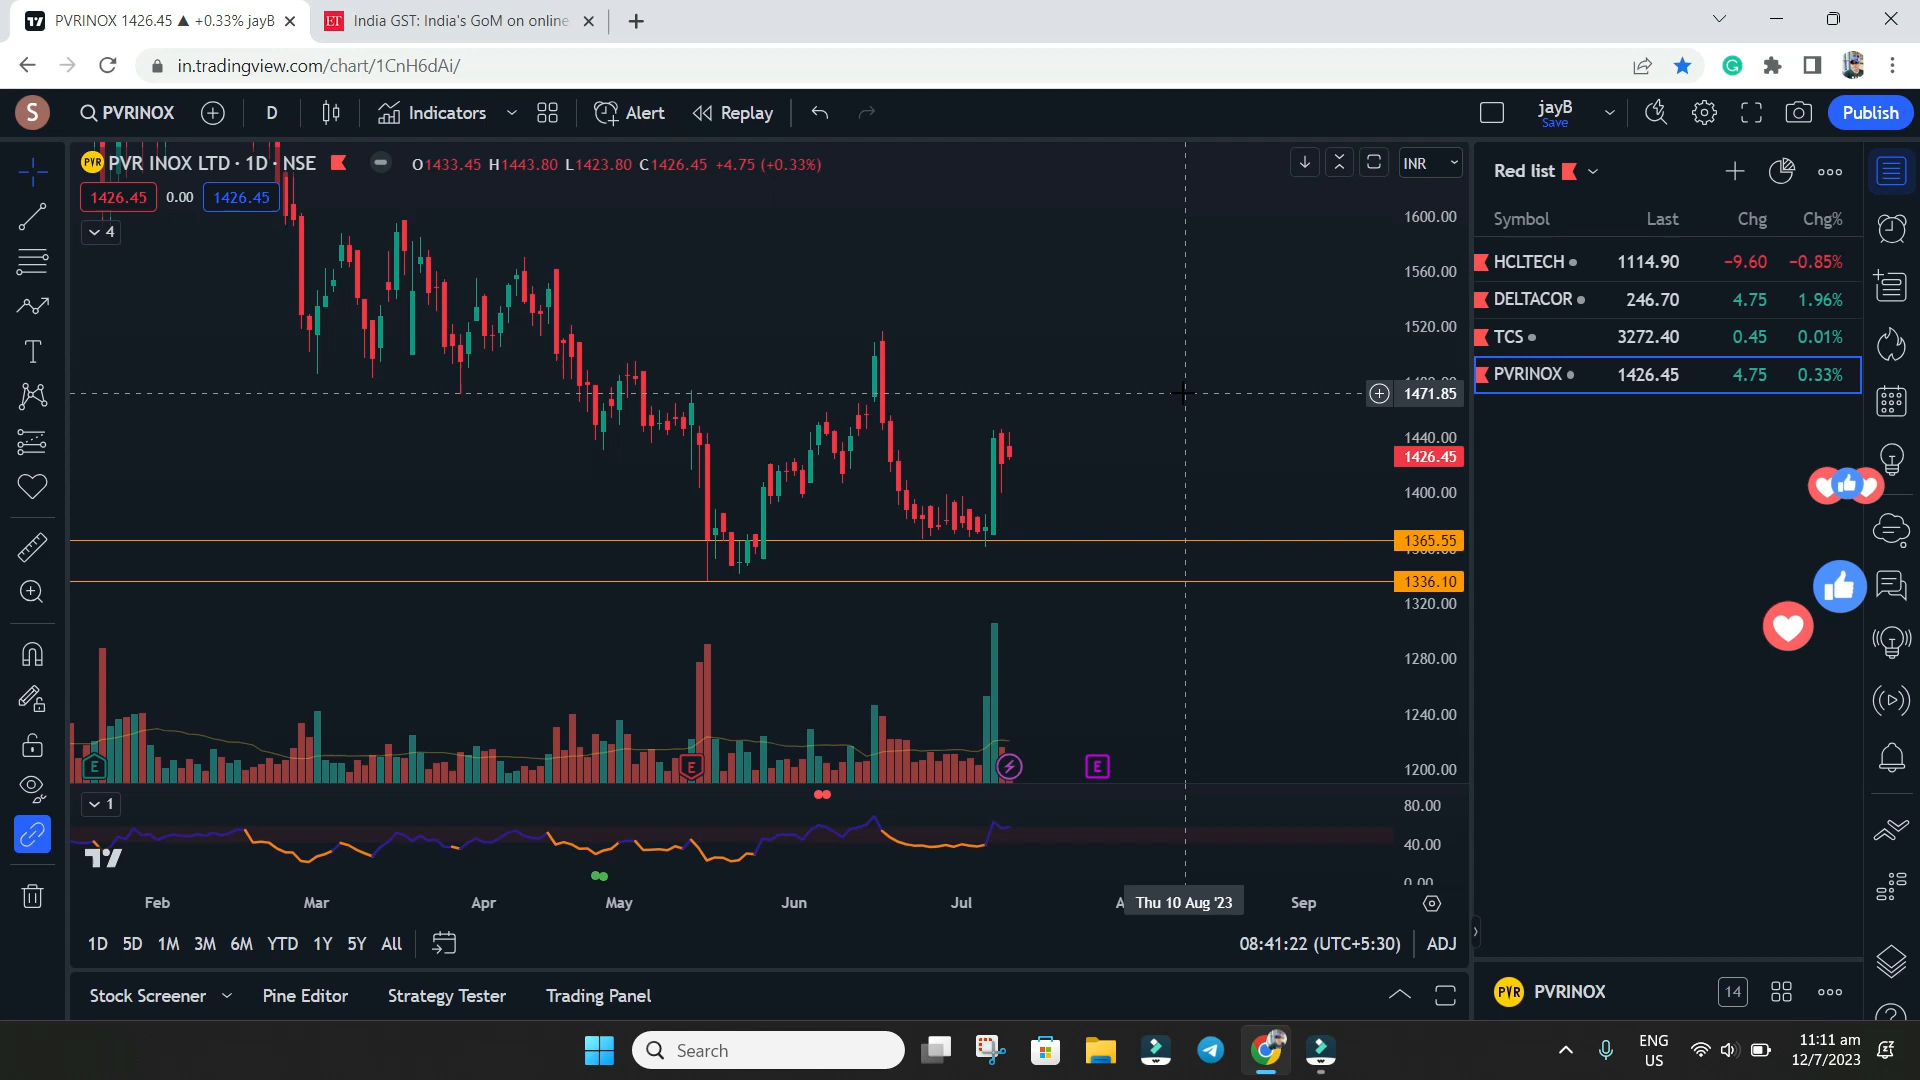 PVRINOX 1426.45 ▲ +0.33% jayB
ET India GST: India's GoM on online
in.tradingview.com/chart/1CnH6dAi/
S PVRINOX D Indicators Alert Replay jayB Save Publish
PVR PVR INOX LTD · 1D · NSE O1433.45 H1443.80 L1423.80 C1426.45 +4.75 (+0.33%) INR
1426.45 0.00 1426.45
4
1600.00
1560.00
1520.00
1471.85
1440.00
1426.45
1400.00
1365.55
1336.10
1320.00
1280.00
1240.00
1200.00
E E E
1
80.00
40.00
0.00
Feb Mar Apr May Jun Jul Thu 10 Aug '23 Sep
1D 5D 1M 3M 6M YTD 1Y 5Y All 08:41:22 (UTC+5:30) ADJ
Stock Screener Pine Editor Strategy Tester Trading Panel
Red list
Symbol Last Chg Chg%
HCLTECH 1114.90 −9.60 −0.85%
DELTACOR 246.70 4.75 1.96%
TCS 3272.40 0.45 0.01%
PVRINOX 1426.45 4.75 0.33%
PVR PVRINOX 14
Search
ENG
US
11:11 am
12/7/2023